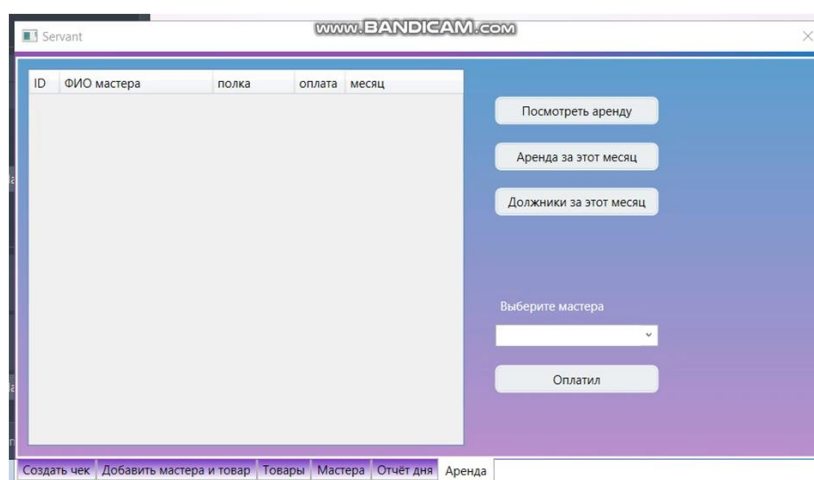 www.BANDICAM.com
Servant
ID ФИО мастера полка оплата месяц
Посмотреть аренду
Аренда за этот месяц
Должники за этот месяц
Выберите мастера
Оплатил
Создать чек Добавить мастера и товар Товары Мастера Отчёт дня Аренда